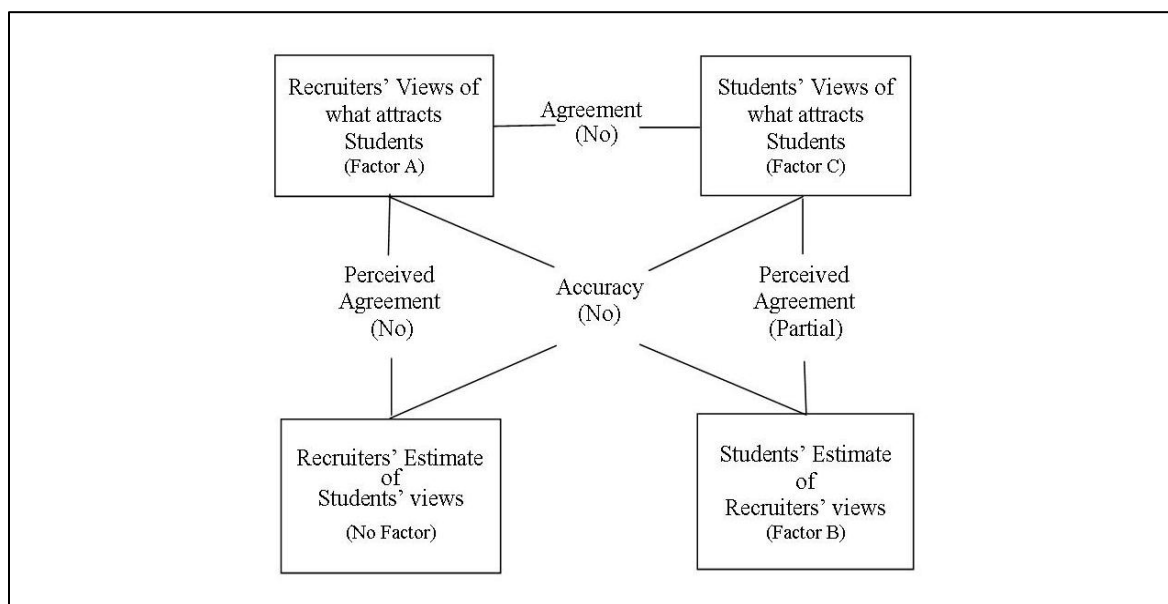 Recruiters’ Views of
what attracts
Students
(Factor A)
Agreement
(No)
Students’ Views of
what attracts
Students
(Factor C)
Perceived
Agreement
(No)
Accuracy
(No)
Perceived
Agreement
(Partial)
Recruiters’ Estimate
of
Students’ views
(No Factor)
Students’ Estimate
of
Recruiters’ views
(Factor B)